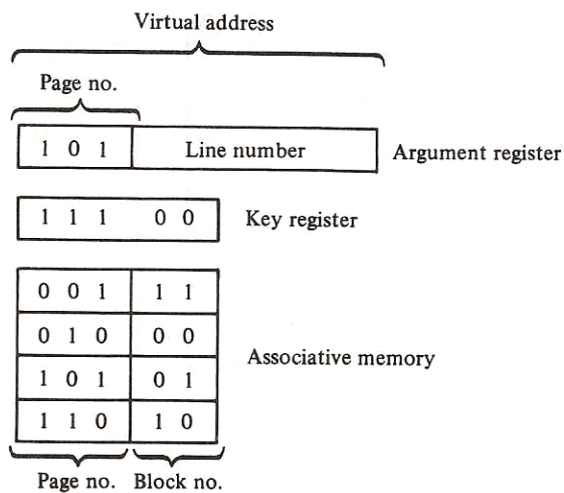 Virtual address
Page no.
1 0 1 Line number Argument register
1 1 1 0 0 Key register
0 0 1 1 1
0 1 0 0 0
Associative memory
1 0 1 0 1
1 1 0 1 0
Page no. Block no.